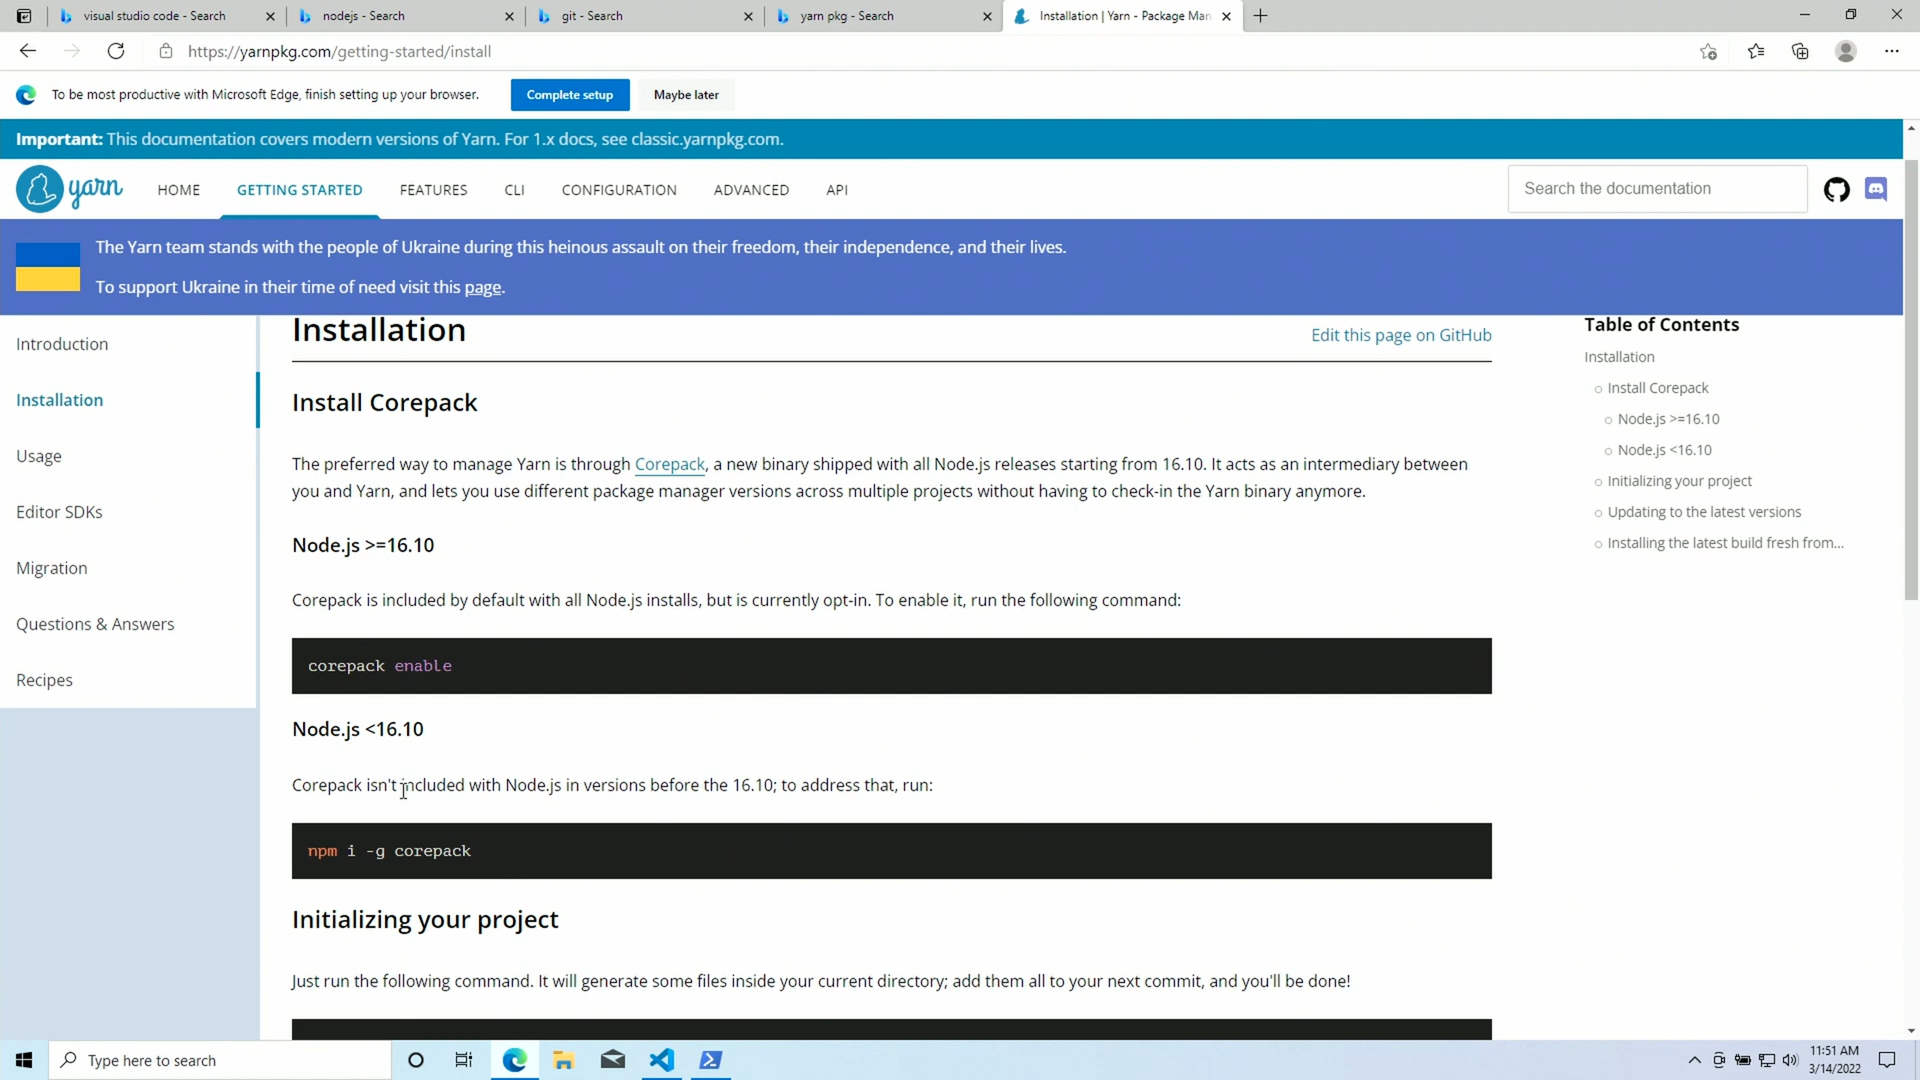 visual studio code - Search
nodejs - Search
git - Search
yarn pkg - Search
Installation | Yarn - Package Man
https://yarnpkg.com/getting-started/install
To be most productive with Microsoft Edge, finish setting up your browser.
Complete setup
Maybe later
Important: This documentation covers modern versions of Yarn. For 1.x docs, see classic.yarnpkg.com.
yarn
HOME
GETTING STARTED
FEATURES
CLI
CONFIGURATION
ADVANCED
API
Search the documentation
The Yarn team stands with the people of Ukraine during this heinous assault on their freedom, their independence, and their lives.
To support Ukraine in their time of need visit this page.
Introduction
Installation
Usage
Editor SDKs
Migration
Questions & Answers
Recipes
Installation
Edit this page on GitHub
Install Corepack
The preferred way to manage Yarn is through Corepack, a new binary shipped with all Node.js releases starting from 16.10. It acts as an intermediary between
you and Yarn, and lets you use different package manager versions across multiple projects without having to check-in the Yarn binary anymore.
Node.js >=16.10
Corepack is included by default with all Node.js installs, but is currently opt-in. To enable it, run the following command:
corepack enable
Node.js <16.10
Corepack isn't included with Node.js in versions before the 16.10; to address that, run:
npm i -g corepack
Initializing your project
Just run the following command. It will generate some files inside your current directory; add them all to your next commit, and you'll be done!
Table of Contents
Installation
Install Corepack
Node.js >=16.10
Node.js <16.10
Initializing your project
Updating to the latest versions
Installing the latest build fresh from...
Type here to search
11:51 AM
3/14/2022